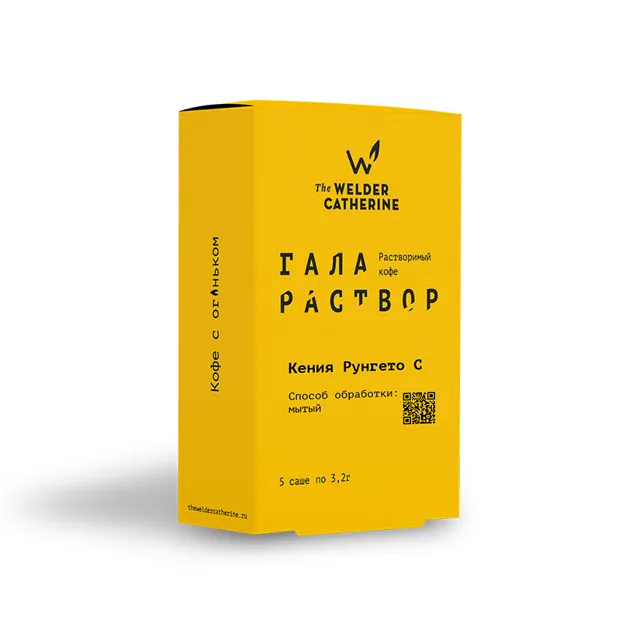 The WELDER
CATHERINE
ГАЛА
Растворимый
кофе
РАСТВОР
Кения Рунгето С
Способ обработки:
мытый
5 саше по 3,2г
Кофе с огоньком
theweldercatherine.ru